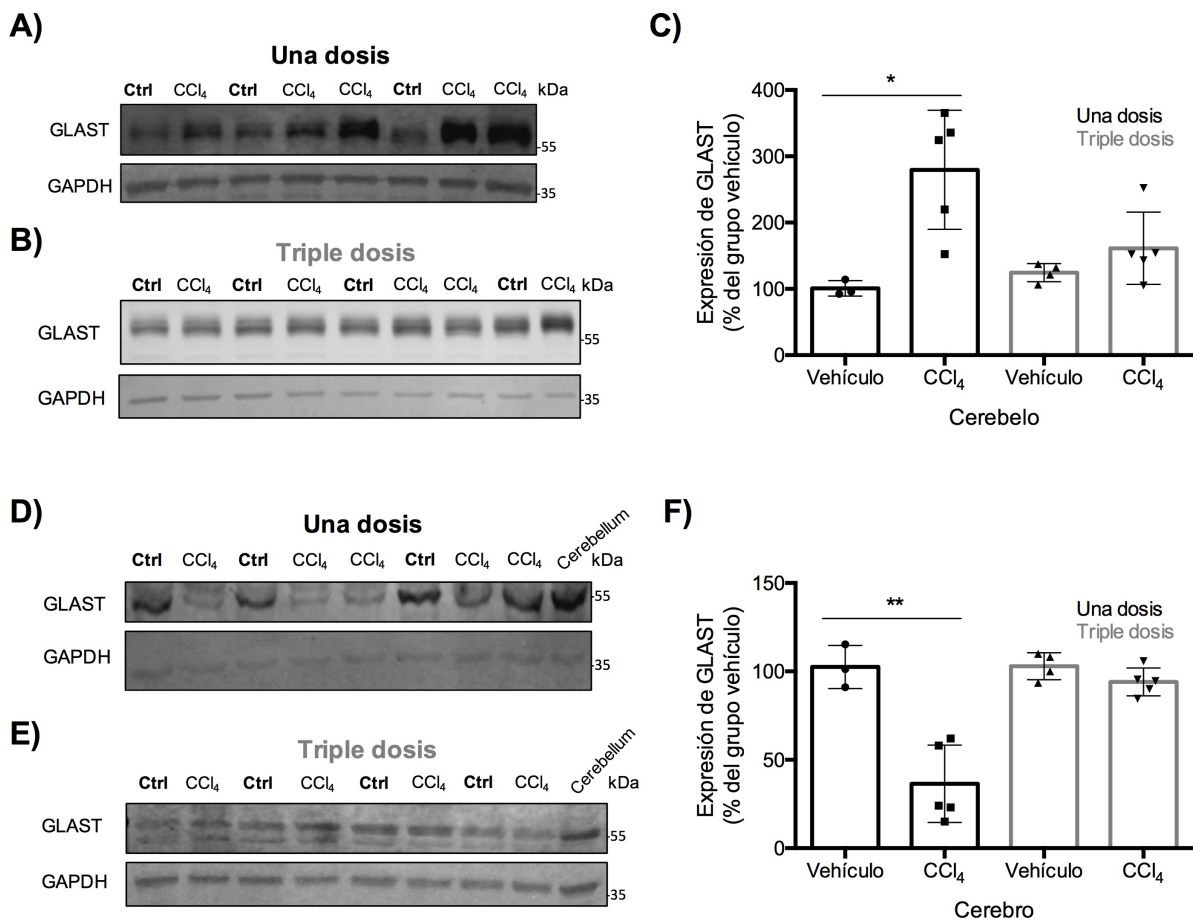 A)
Una dosis
Ctrl CCl₄ Ctrl CCl₄ CCl₄ Ctrl CCl₄ CCl₄ kDa
GLAST
-55
GAPDH
-35
B)
Triple dosis
Ctrl CCl₄ Ctrl CCl₄ Ctrl CCl₄ CCl₄ Ctrl CCl₄ kDa
GLAST
-55
GAPDH
-35
C)
Expresión de GLAST
(% del grupo vehículo)
400
300
200
100
0
*
Una dosis
Triple dosis
Vehículo CCl₄ Vehículo CCl₄
Cerebelo
D)
Una dosis
Ctrl CCl₄ Ctrl CCl₄ CCl₄ Ctrl CCl₄ CCl₄ Cerebellum kDa
GLAST
-55
GAPDH
-35
E)
Triple dosis
Ctrl CCl₄ Ctrl CCl₄ Ctrl CCl₄ Ctrl CCl₄ Cerebellum kDa
GLAST
-55
GAPDH
-35
F)
Expresión de GLAST
(% del grupo vehículo)
150
100
50
0
**
Una dosis
Triple dosis
Vehículo CCl₄ Vehículo CCl₄
Cerebro